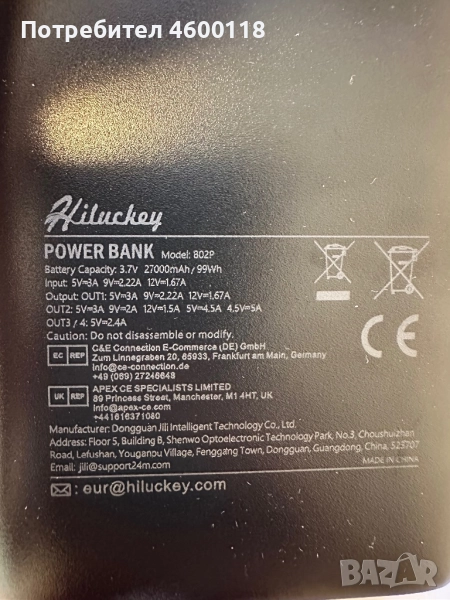 Потребител 4600118
Hiluckey
POWER BANK Model: 802P
Battery Capacity: 3.7V 27000mAh / 99Wh
Input: 5V=3A 9V=2.22A 12V=1.67A
Output: OUT1: 5V=3A 9V=2.22A 12V=1.67A
OUT2: 5V=3A 9V=2A 12V=1.5A 5V=4.5A 4.5V=5A
OUT3 / 4: 5V=2.4A
Caution: Do not disassemble or modify.
EC REP C&E Connection E-Commerce (DE) GmbH
Zum Linnegraben 20, 65933, Frankfurt am Main, Germany
info@ce-connection.de
+49 (069) 27246648
UK REP APEX CE SPECIALISTS LIMITED
89 Princess Street, Manchester, M1 4HT, UK
info@apex-ce.com
+441616371080
Manufacturer: Dongguan Jili Intelligent Technology Co., Ltd.
Address: Floor 5, Building B, Shenwo Optoelectronic Technology Park, No.3, Choushuizhan
Road, Lefushan, Youganou Village, Fenggang Town, Dongguan, Guangdong, China, 523707
Email: jili@support24m.com MADE IN CHINA
: eur@hiluckey.com
CE
BAZAR